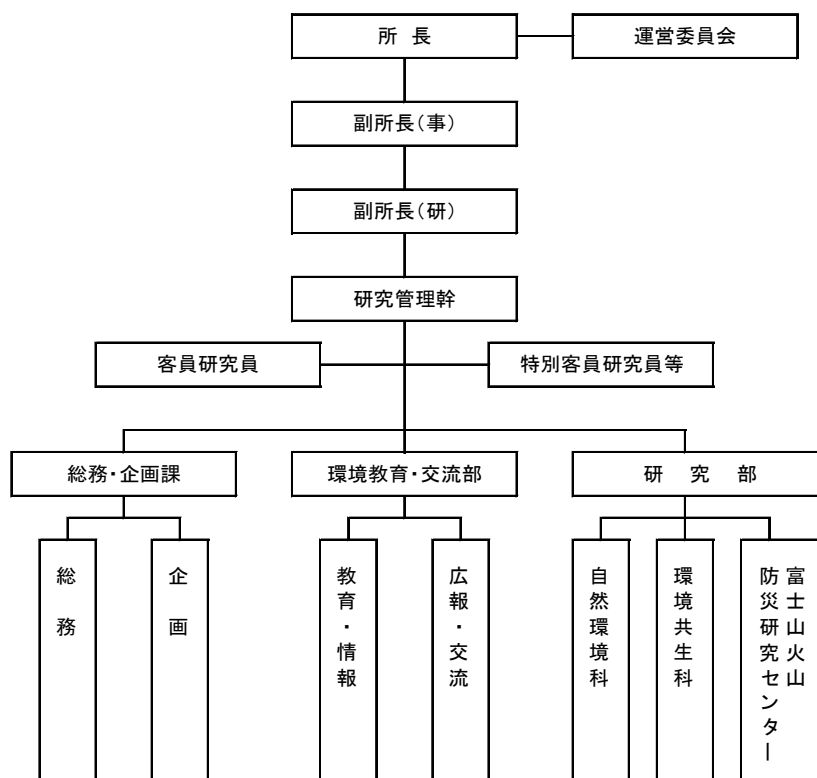 所 長
運営委員会
副所長(事)
副所長(研)
研究管理幹
客員研究員
特別客員研究員等
総務・企画課
環境教育・交流部
研 究 部
総 務
企 画
教育・情報
広報・交流
自然環境科
環境共生科
富士山火山
防災研究センター